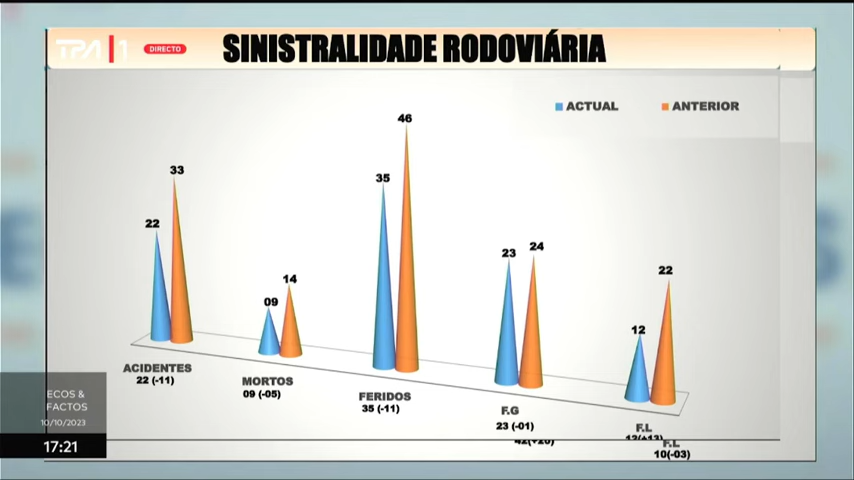 TPA 1
DIRECTO
SINISTRALIDADE RODOVIÁRIA
ACTUAL
ANTERIOR
22
33
09
14
35
46
23
24
12
22
ACIDENTES
22 (-11)
MORTOS
09 (-05)
FERIDOS
35 (-11)
F.G
23 (-01)
F.L
F.L
10(-03)
ECOS &
FACTOS
10/10/2023
17:21